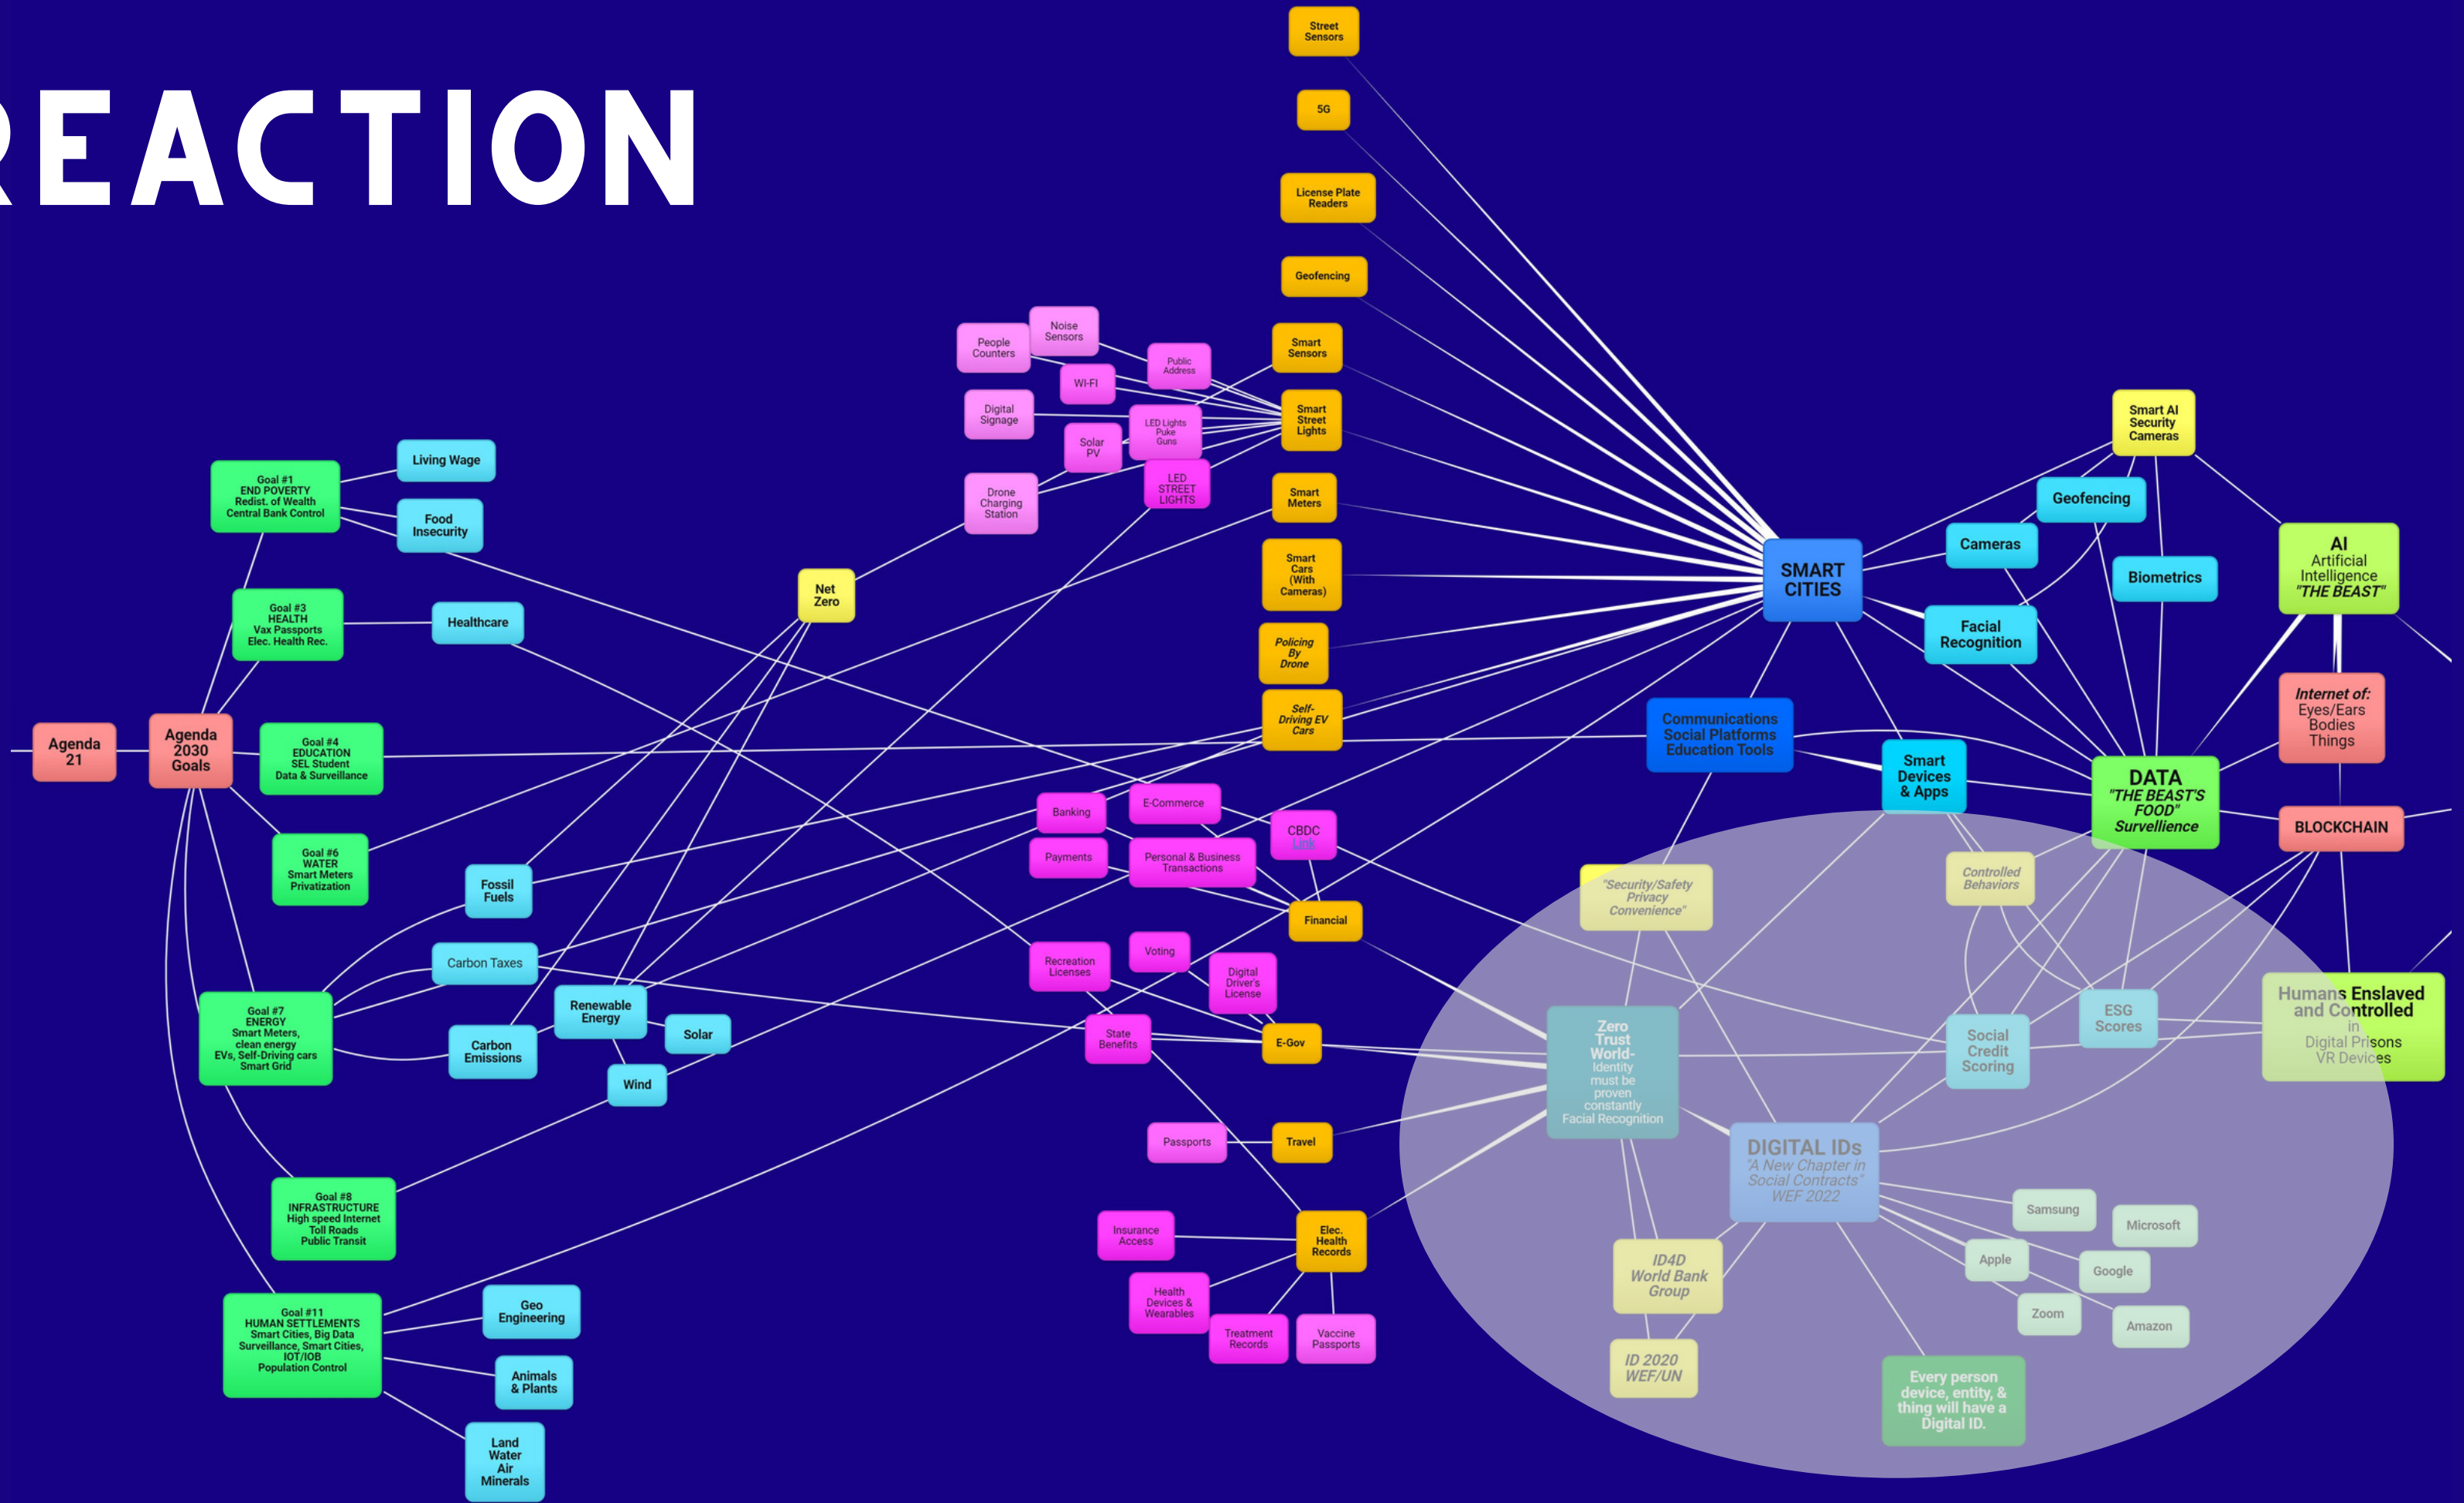 REACTION
Street
Sensors
5G
License Plate
Readers
Geofencing
Smart
Sensors
Smart
Street
Lights
Smart
Meters
Smart
Cars
(With
Cameras)
Policing
By
Drone
Self-
Driving EV
Cars
Noise
Sensors
People
Counters
Public
Address
WI-FI
Digital
Signage
LED Lights
Puke
Guns
Solar
PV
LED
STREET
LIGHTS
Drone
Charging
Station
Net
Zero
Agenda
21
Agenda
2030
Goals
Goal #1
END POVERTY
Redist. of Wealth
Central Bank Control
Living Wage
Food
Insecurity
Goal #3
HEALTH
Vax Passports
Elec. Health Rec.
Healthcare
Goal #4
EDUCATION
SEL Student
Data & Surveillance
Goal #6
WATER
Smart Meters
Privatization
Fossil
Fuels
Carbon Taxes
Goal #7
ENERGY
Smart Meters,
clean energy
EVs, Self-Driving cars
Smart Grid
Renewable
Energy
Carbon
Emissions
Solar
Wind
Goal #8
INFRASTRUCTURE
High speed Internet
Toll Roads
Public Transit
Goal #11
HUMAN SETTLEMENTS
Smart Cities, Big Data
Surveillance, Smart Cities,
IOT/IOB
Population Control
Geo
Engineering
Animals
& Plants
Land
Water
Air
Minerals
Banking
E-Commerce
CBDC
Link
Payments
Personal & Business
Transactions
Financial
Recreation
Licenses
Voting
Digital
Driver's
License
State
Benefits
E-Gov
Passports
Travel
Insurance
Access
Elec.
Health
Records
Health
Devices &
Wearables
Treatment
Records
Vaccine
Passports
SMART
CITIES
Smart AI
Security
Cameras
Geofencing
Cameras
Biometrics
Facial
Recognition
AI
Artificial
Intelligence
"THE BEAST"
Internet of:
Eyes/Ears
Bodies
Things
Communications
Social Platforms
Education Tools
Smart
Devices
& Apps
DATA
"THE BEAST'S
FOOD"
Survellience
BLOCKCHAIN
"Security/Safety
Privacy
Convenience"
Controlled
Behaviors
Zero
Trust
World-
Identity
must be
proven
constantly
Facial Recognition
Social
Credit
Scoring
ESG
Scores
Humans Enslaved
and Controlled
in
Digital Prisons
VR Devices
DIGITAL IDs
"A New Chapter in
Social Contracts"
WEF 2022
Samsung
Microsoft
Apple
Google
Zoom
Amazon
ID4D
World Bank
Group
ID 2020
WEF/UN
Every person
device, entity, &
thing will have a
Digital ID.